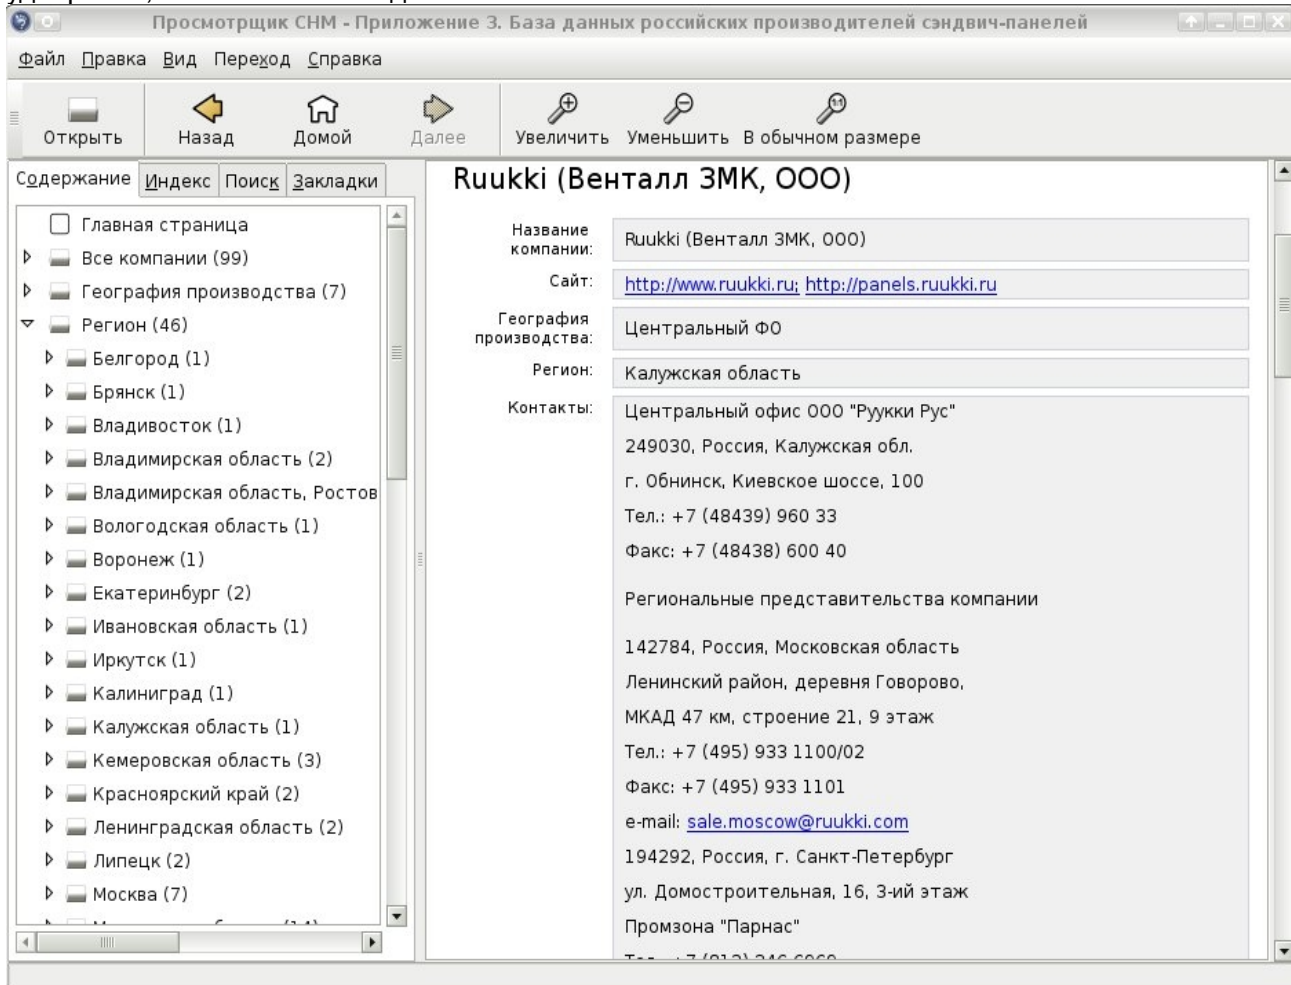 Просмотрщик CHM - Приложение 3. База данных российских производителей сэндвич-панелей
Файл Правка Вид Переход Справка
Открыть Назад Домой Далее Увеличить Уменьшить В обычном размере
Содержание Индекс Поиск Закладки
Главная страница
Все компании (99)
География производства (7)
Регион (46)
Белгород (1)
Брянск (1)
Владивосток (1)
Владимирская область (2)
Владимирская область, Ростов
Вологодская область (1)
Воронеж (1)
Екатеринбург (2)
Ивановская область (1)
Иркутск (1)
Калиниград (1)
Калужская область (1)
Кемеровская область (3)
Красноярский край (2)
Ленинградская область (2)
Липецк (2)
Москва (7)
Ruukki (Венталл ЗМК, ООО)
Название
компании:
Ruukki (Венталл ЗМК, ООО)
Сайт:
http://www.ruukki.ru; http://panels.ruukki.ru
География
производства:
Центральный ФО
Регион:
Калужская область
Контакты:
Центральный офис ООО "Руукки Рус"
249030, Россия, Калужская обл.
г. Обнинск, Киевское шоссе, 100
Тел.: +7 (48439) 960 33
Факс: +7 (48438) 600 40
Региональные представительства компании
142784, Россия, Московская область
Ленинский район, деревня Говорово,
МКАД 47 км, строение 21, 9 этаж
Тел.: +7 (495) 933 1100/02
Факс: +7 (495) 933 1101
e-mail: sale.moscow@ruukki.com
194292, Россия, г. Санкт-Петербург
ул. Домостроительная, 16, 3-ий этаж
Промзона "Парнас"